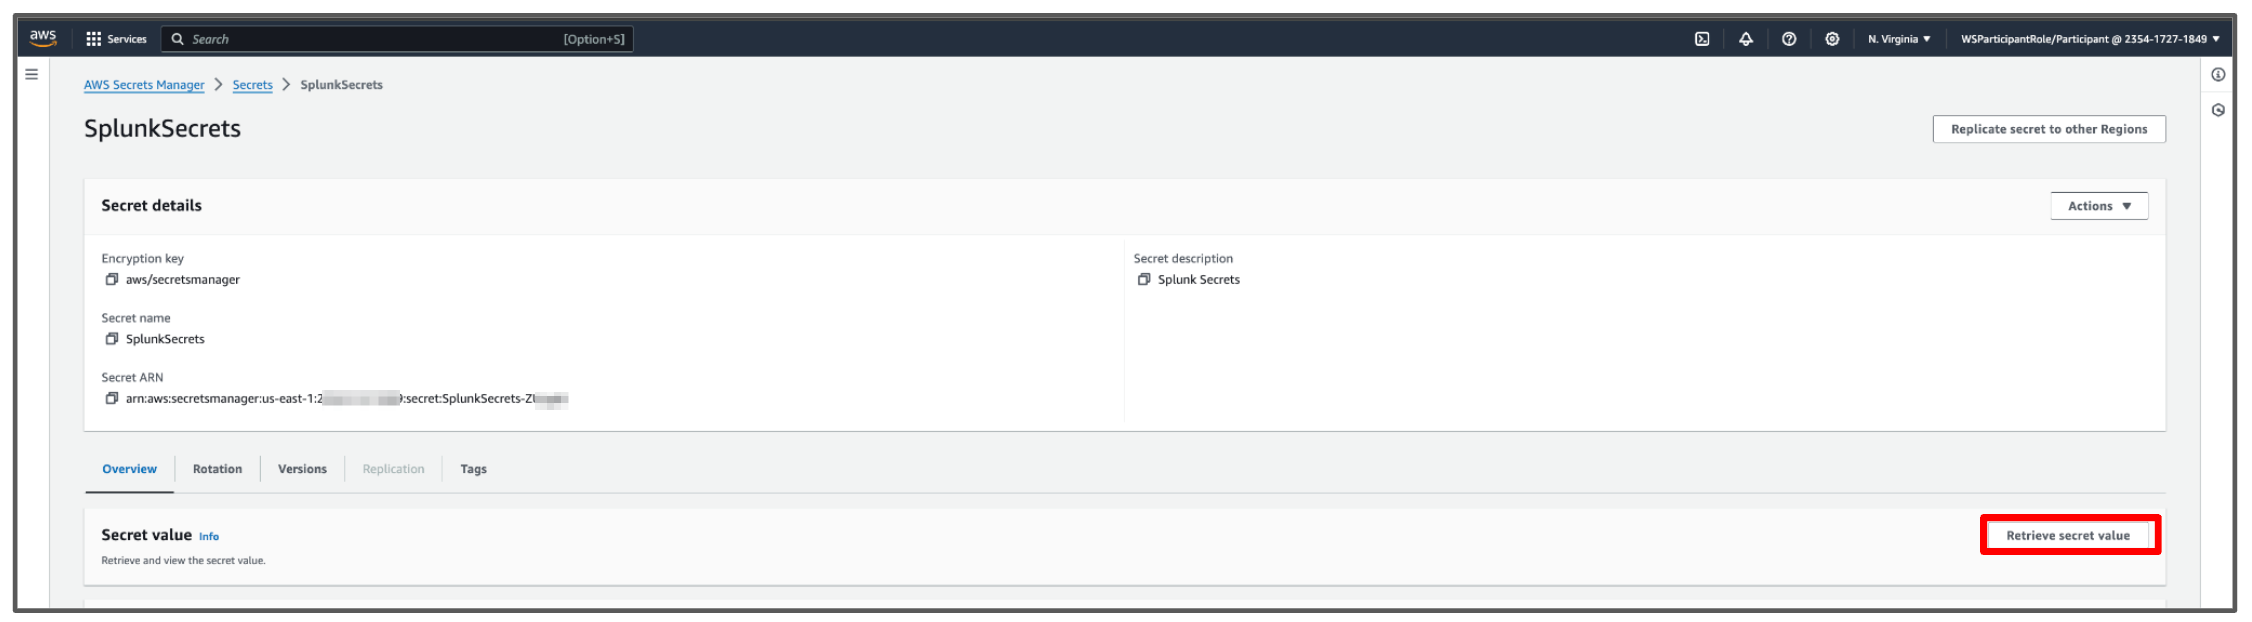 aws Services Search [Option+S] N. Virginia ▼ WSParticipantRole/Participant @ 2354-1727-1849 ▼
AWS Secrets Manager > Secrets > SplunkSecrets
SplunkSecrets
Replicate secret to other Regions
Secret details
Actions ▼
Encryption key
aws/secretsmanager
Secret description
Splunk Secrets
Secret name
SplunkSecrets
Secret ARN
arn:aws:secretsmanager:us-east-1:2 9:secret:SplunkSecrets-Z
Overview Rotation Versions Replication Tags
Secret value Info
Retrieve secret value
Retrieve and view the secret value.